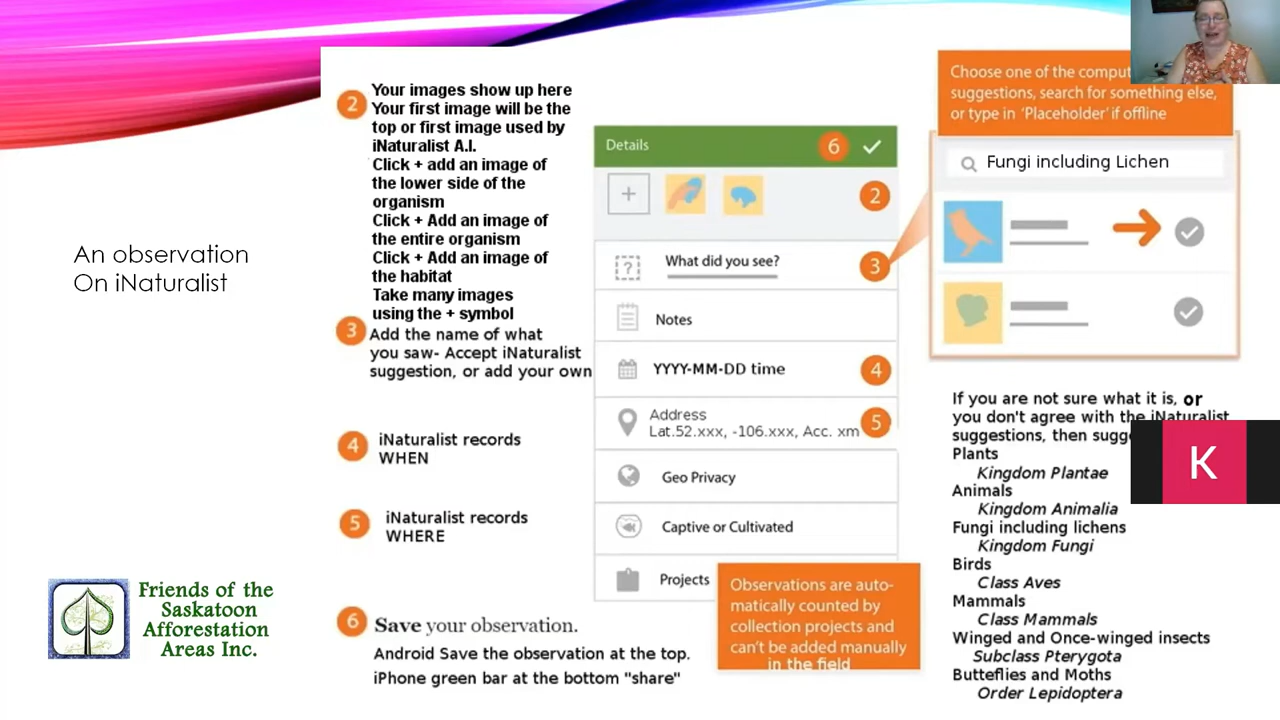 An observation
On iNaturalist
2
Your images show up here
Your first image will be the
top or first image used by
iNaturalist A.I.
Click + add an image of
the lower side of the
organism
Click + Add an image of
the entire organism
Click + Add an image of
the habitat
Take many images
using the + symbol
3
Add the name of what
you saw- Accept iNaturalist
suggestion, or add your own
4
iNaturalist records
WHEN
5
iNaturalist records
WHERE
6
Save your observation.
Android Save the observation at the top.
iPhone green bar at the bottom "share"
Details
6
2
What did you see?
3
Notes
YYYY-MM-DD time
4
Address
Lat.52.xxx, -106.xxx, Acc. xm
5
Geo Privacy
Captive or Cultivated
Projects
Observations are auto-
matically counted by
collection projects and
can't be added manually
in the field
Choose one of the
suggestions, search for something else,
or type in 'Placeholder' if offline
Fungi including Lichen
If you are not sure what it is, or
you don't agree with the iNaturalist
suggestions, then
Plants
Kingdom Plantae
Animals
Kingdom Animalia
Fungi including lichens
Kingdom Fungi
Birds
Class Aves
Mammals
Class Mammals
Winged and Once-winged insects
Subclass Pterygota
Butteflies and Moths
Order Lepidoptera
K
Friends of the
Saskatoon
Afforestation
Areas Inc.